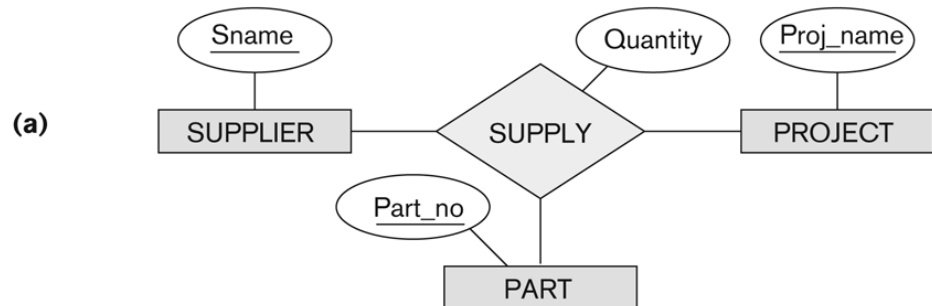 Sname
Quantity
Proj_name
(a)
SUPPLIER
SUPPLY
PROJECT
Part_no
PART